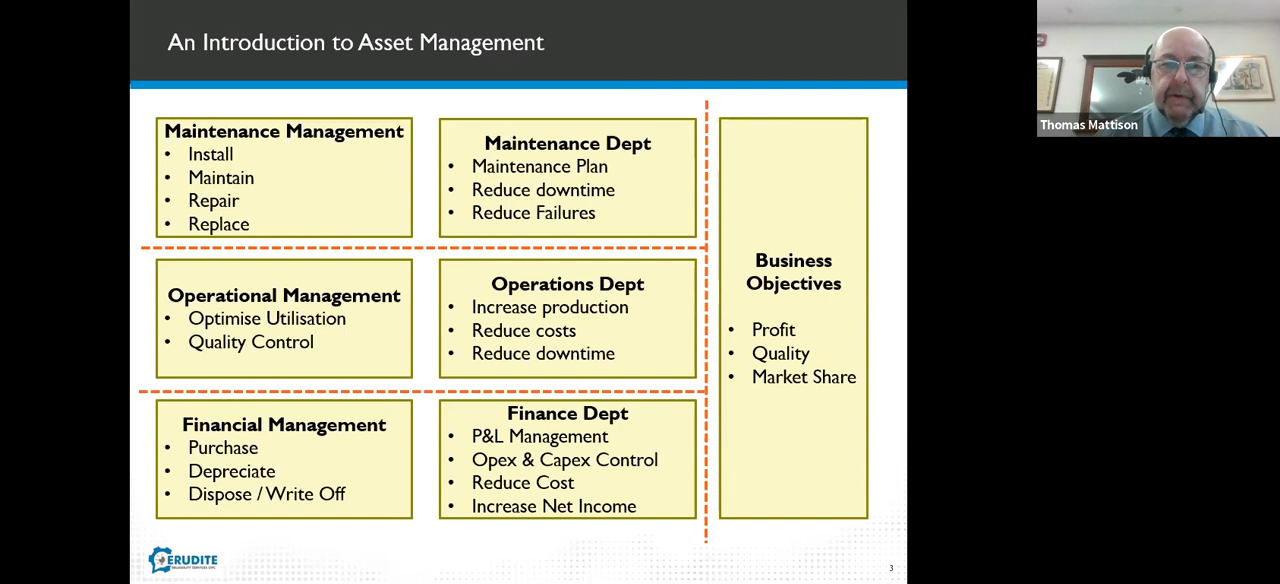 An Introduction to Asset Management
Thomas Mattison
Maintenance Management
• Install
• Maintain
• Repair
• Replace
Maintenance Dept
• Maintenance Plan
• Reduce downtime
• Reduce Failures
Operational Management
• Optimise Utilisation
• Quality Control
Operations Dept
• Increase production
• Reduce costs
• Reduce downtime
Financial Management
• Purchase
• Depreciate
• Dispose / Write Off
Finance Dept
• P&L Management
• Opex & Capex Control
• Reduce Cost
• Increase Net Income
Business
Objectives
• Profit
• Quality
• Market Share
ERUDITE
RELIABILITY SERVICES OPC
3